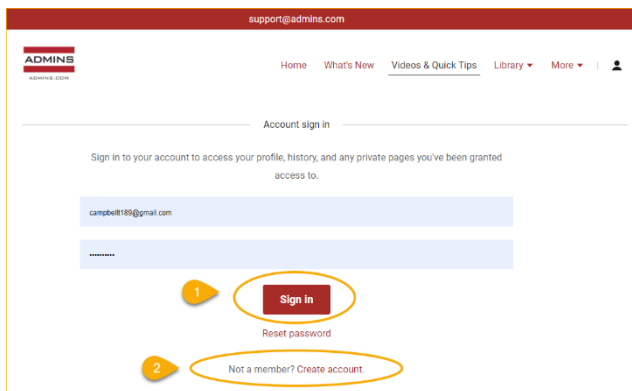 support@admins.com
ADMINS
ADMINS.COM
Home What's New Videos & Quick Tips Library More
Account sign in
Sign in to your account to access your profile, history, and any private pages you've been granted
access to.
campbellt189@gmail.com
••••••••••
1
Sign in
Reset password
2
Not a member? Create account.